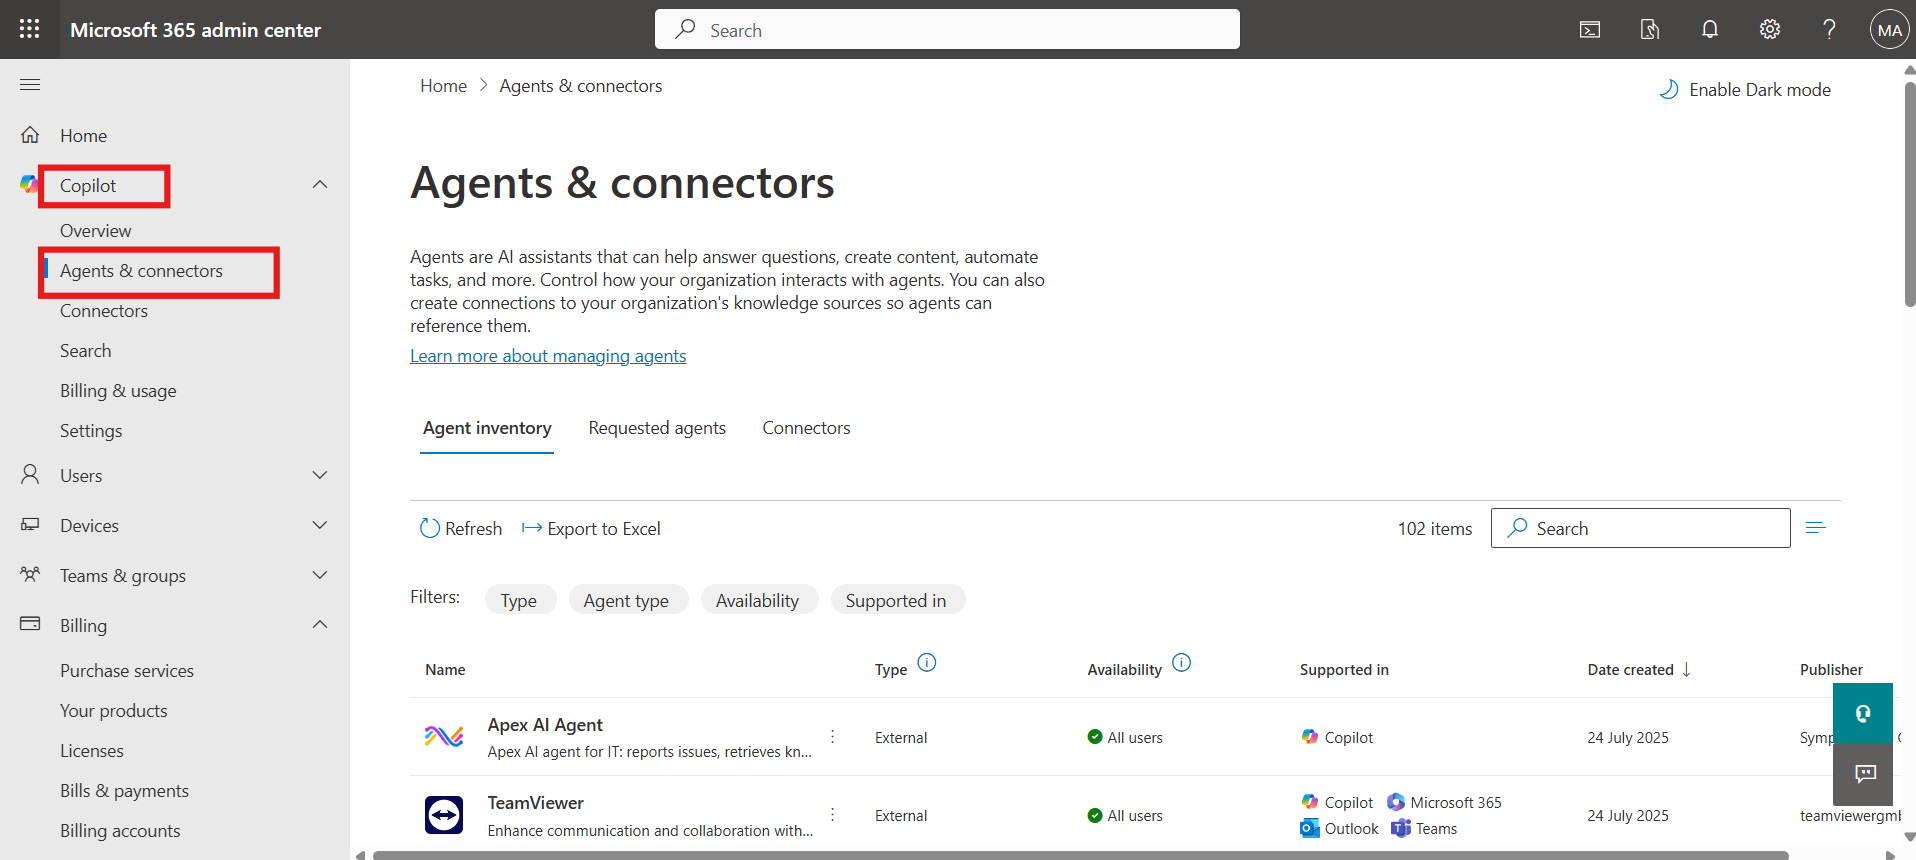 Microsoft 365 admin center
Search
MA
Home
Copilot
Overview
Agents & connectors
Connectors
Search
Billing & usage
Settings
Users
Devices
Teams & groups
Billing
Purchase services
Your products
Licenses
Bills & payments
Billing accounts
Home > Agents & connectors
Enable Dark mode
Agents & connectors
Agents are AI assistants that can help answer questions, create content, automate
tasks, and more. Control how your organization interacts with agents. You can also
create connections to your organization's knowledge sources so agents can
reference them.
Learn more about managing agents
Agent inventory Requested agents Connectors
Refresh Export to Excel 102 items Search
Filters: Type Agent type Availability Supported in
Name Type Availability Supported in Date created ↓ Publisher
Apex AI Agent
Apex AI agent for IT: reports issues, retrieves kn...
External All users Copilot 24 July 2025 Symp
TeamViewer
Enhance communication and collaboration with...
External All users Copilot Microsoft 365
Outlook Teams
24 July 2025 teamviewergmb